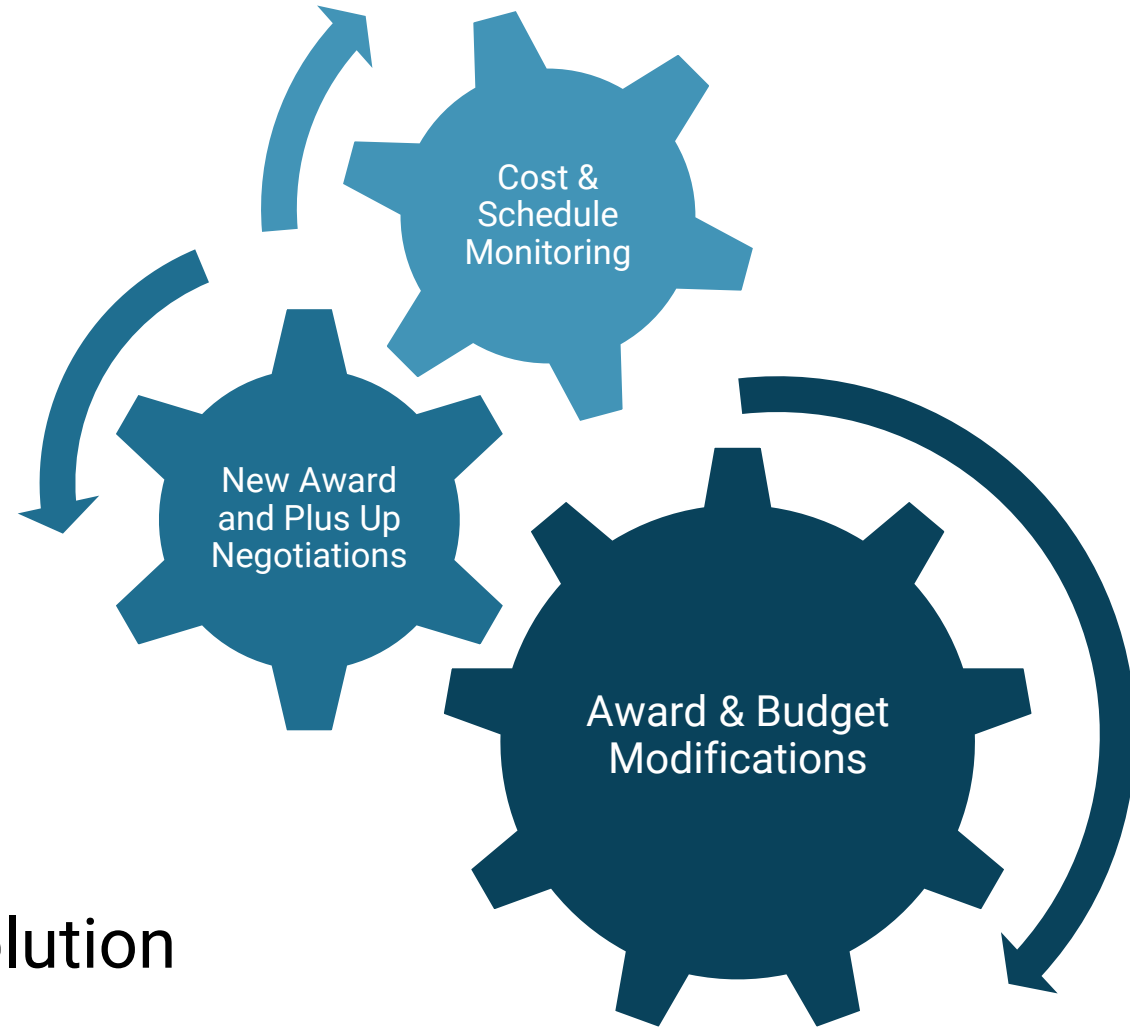 Cost &
Schedule
Monitoring
New Award
and Plus Up
Negotiations
Award & Budget
Modifications
lution